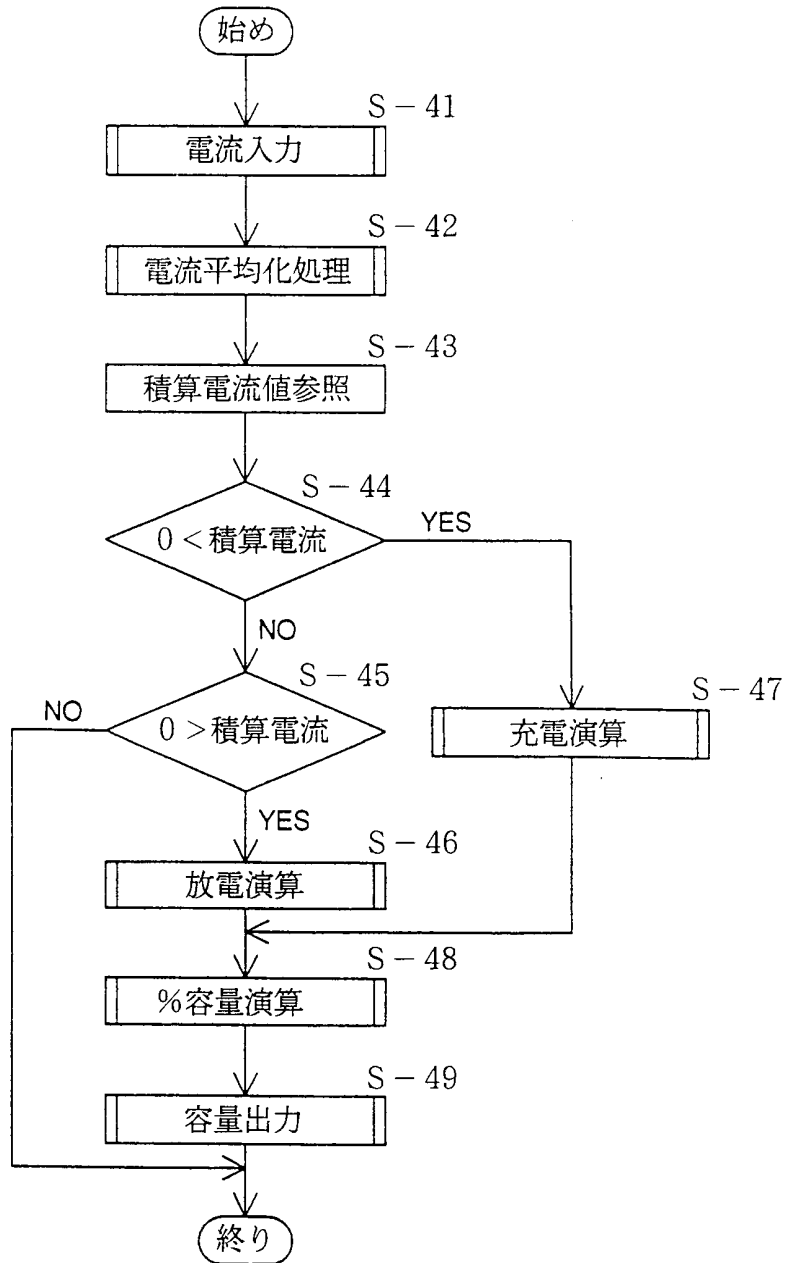 始め
S-41
電流入力
S-42
電流平均化処理
S-43
積算電流値参照
S-44
0<積算電流
YES
NO
S-45
0>積算電流
NO
YES
S-47
充電演算
S-46
放電演算
S-48
%容量演算
S-49
容量出力
終り